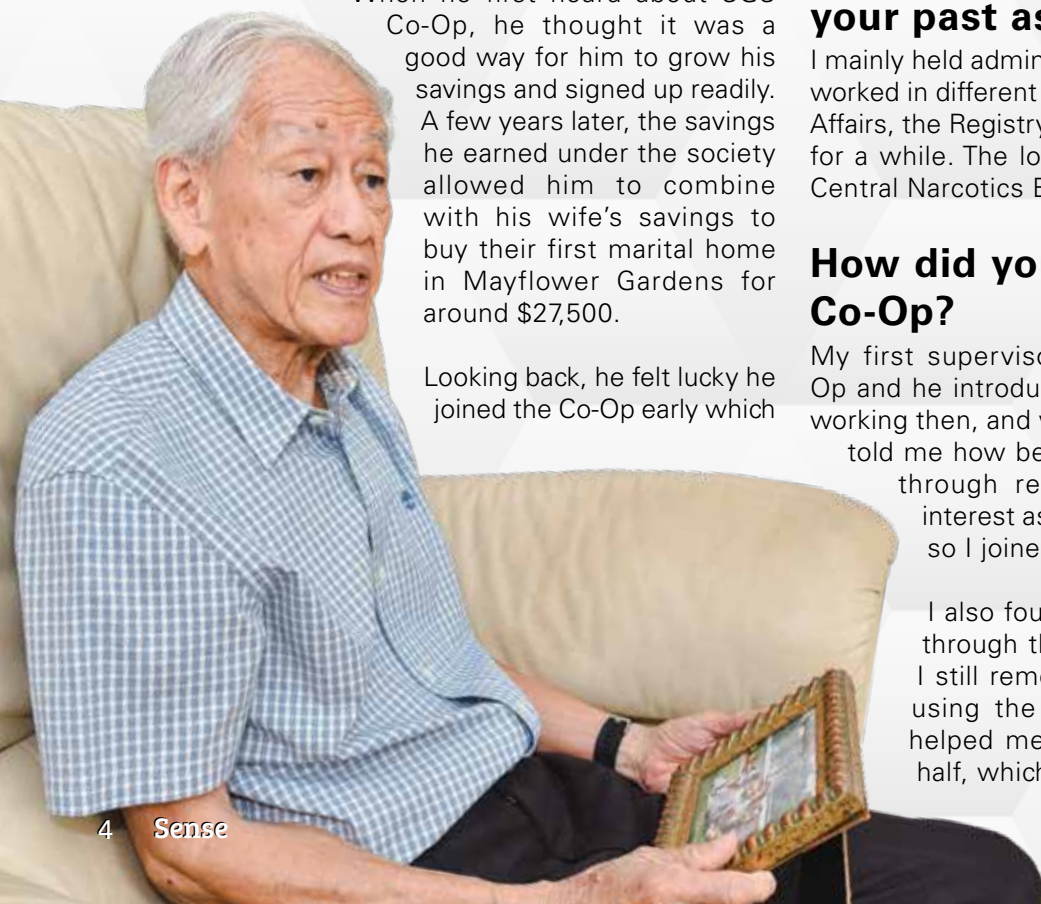 Co-Op, he thought it was a
good way for him to grow his
savings and signed up readily.
A few years later, the savings
he earned under the society
allowed him to combine
with his wife's savings to
buy their first marital home
in Mayflower Gardens for
around $27,500.
Looking back, he felt lucky he
joined the Co-Op early which
your past as
I mainly held admin
worked in different
Affairs, the Registry
for a while. The lo
Central Narcotics B
How did yo
Co-Op?
My first superviso
Op and he introdu
working then, and
told me how be
through re
interest as
so I joine
I also fou
through th
I still reme
using the
helped me
half, which
4 Sense